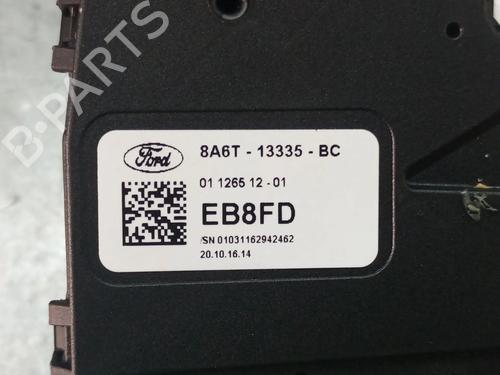 B-PARTS
Ford
8A6T - 13335 - BC
01 1265 12 - 01
EB8FD
/SN 01031162942462
20.10.16.14